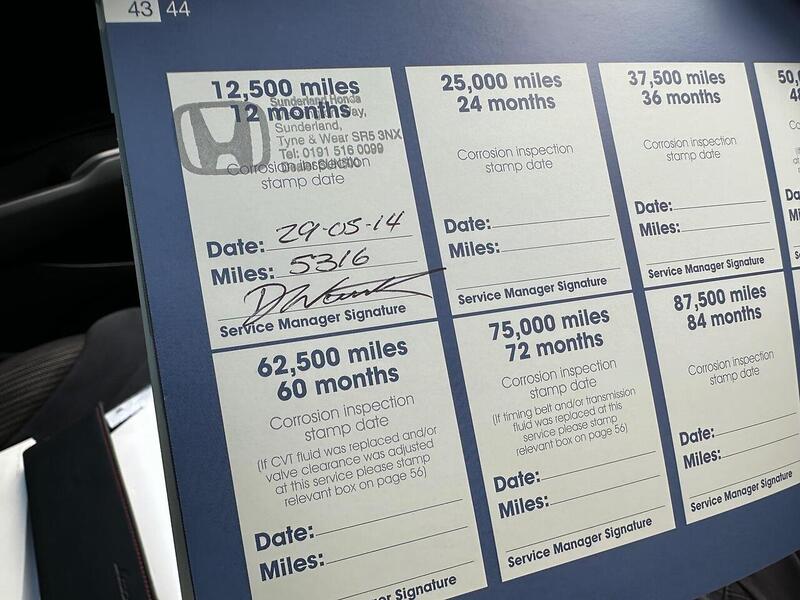 43 44
12,500 miles
12 months
Sunderland Honda
Way,
Sunderland,
Tyne & Wear SR5 3NX
Tel: 0191 516 0099
Corrosion inspection
stamp date
Date: 29-05-14
Miles: 5316
Service Manager Signature
25,000 miles
24 months
Corrosion inspection
stamp date
Date:
Miles:
Service Manager Signature
37,500 miles
36 months
Corrosion inspection
stamp date
Date:
Miles:
Service Manager Signature
62,500 miles
60 months
Corrosion inspection
stamp date
(If CVT fluid was replaced and/or
valve clearance was adjusted
at this service please stamp
relevant box on page 56)
Date:
Miles:
Signature
75,000 miles
72 months
Corrosion inspection
stamp date
(If timing belt and/or transmission
fluid was replaced at this
service please stamp
relevant box on page 56)
Date:
Miles:
Service Manager Signature
87,500 miles
84 months
Corrosion inspection
stamp date
Date:
Miles:
Service Manager Signature